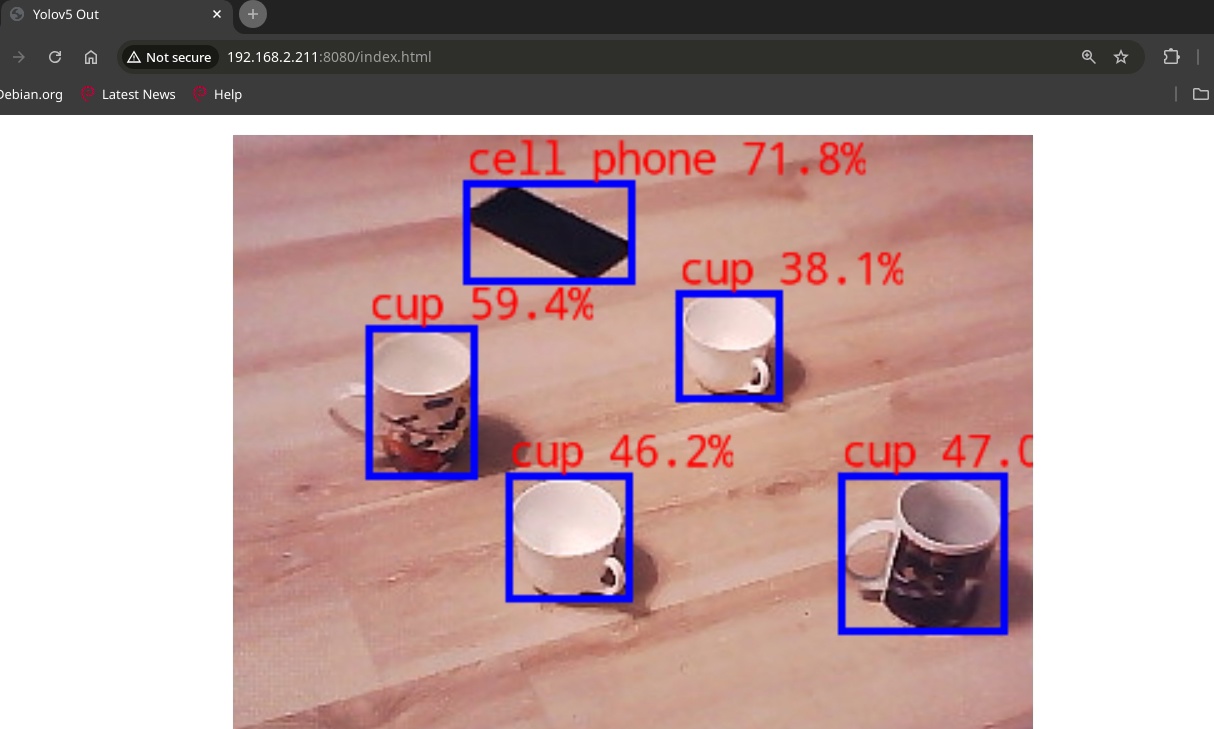 Yolov5 Out
Not secure 192.168.2.211:8080/index.html
Debian.org Latest News Help
cell phone 71.8%
cup 38.1%
cup 59.4%
cup 46.2%
cup 47.0